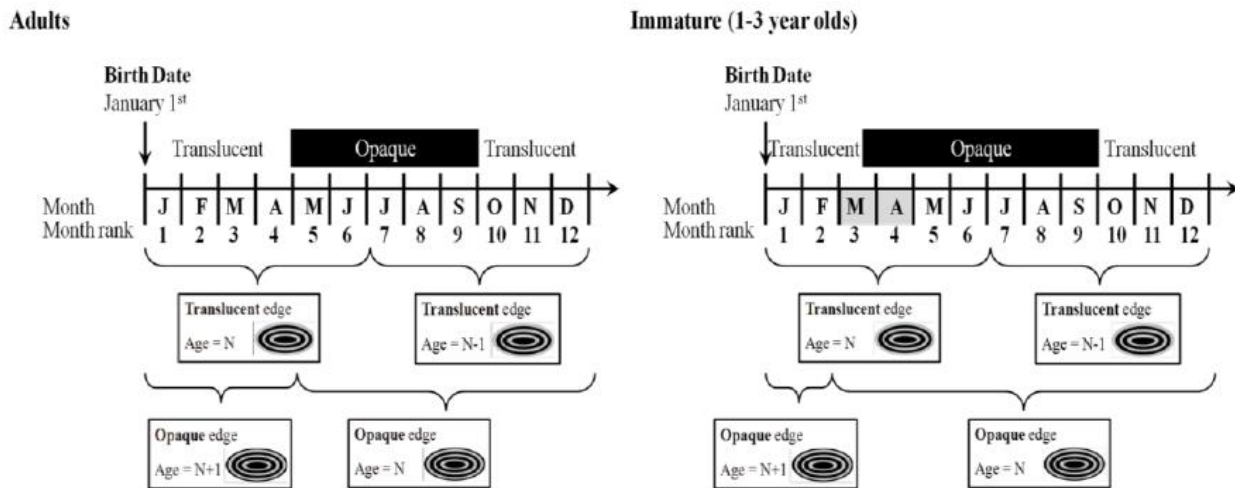 Adults
Birth Date
January 1st
Translucent Opaque Translucent
Month J F M A M J J A S O N D
Month rank 1 2 3 4 5 6 7 8 9 10 11 12
Translucent edge
Age = N
Translucent edge
Age = N-1
Opaque edge
Age = N+1
Opaque edge
Age = N
Immature (1-3 year olds)
Birth Date
January 1st
Translucent Opaque Translucent
Month J F M A M J J A S O N D
Month rank 1 2 3 4 5 6 7 8 9 10 11 12
Translucent edge
Age = N
Translucent edge
Age = N-1
Opaque edge
Age = N+1
Opaque edge
Age = N